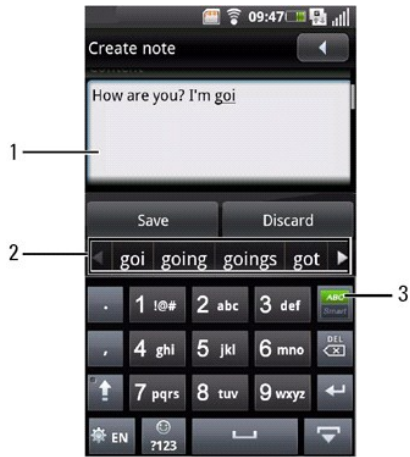 09:47
Create note
Content
How are you? I'm goi
1
Save Discard
2
goi going goings got
. 1 !@# 2 abc 3 def ABC Smart
3
, 4 ghi 5 jkl 6 mno DEL
7 pqrs 8 tuv 9 wxyz
EN ?123